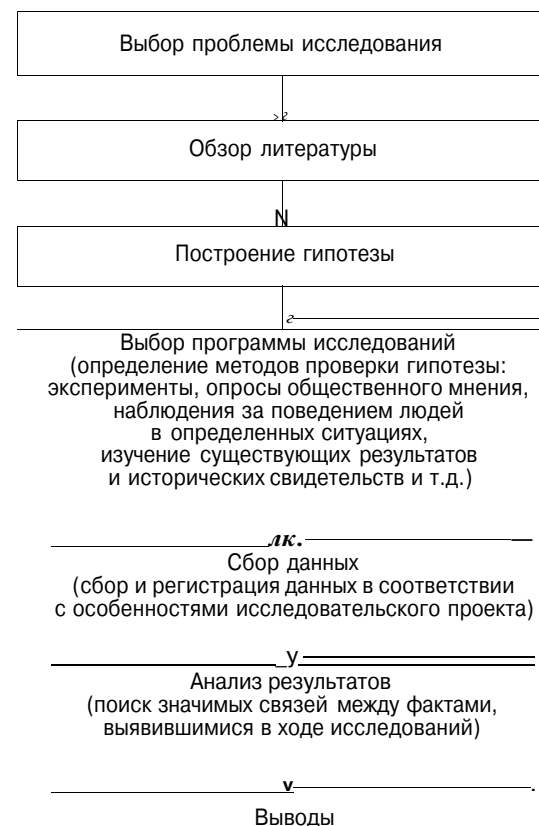 Выбор проблемы исследования
Обзор литературы
N
Построение гипотезы
г
Выбор программы исследований
(определение методов проверки гипотезы:
эксперименты, опросы общественного мнения,
наблюдения за поведением людей
в определенных ситуациях,
изучение существующих результатов
и исторических свидетельств и т.д.)
лк.
Сбор данных
(сбор и регистрация данных в соответствии
с особенностями исследовательского проекта)
_У
Анализ результатов
(поиск значимых связей между фактами,
выявившимися в ходе исследований)
v
Выводы